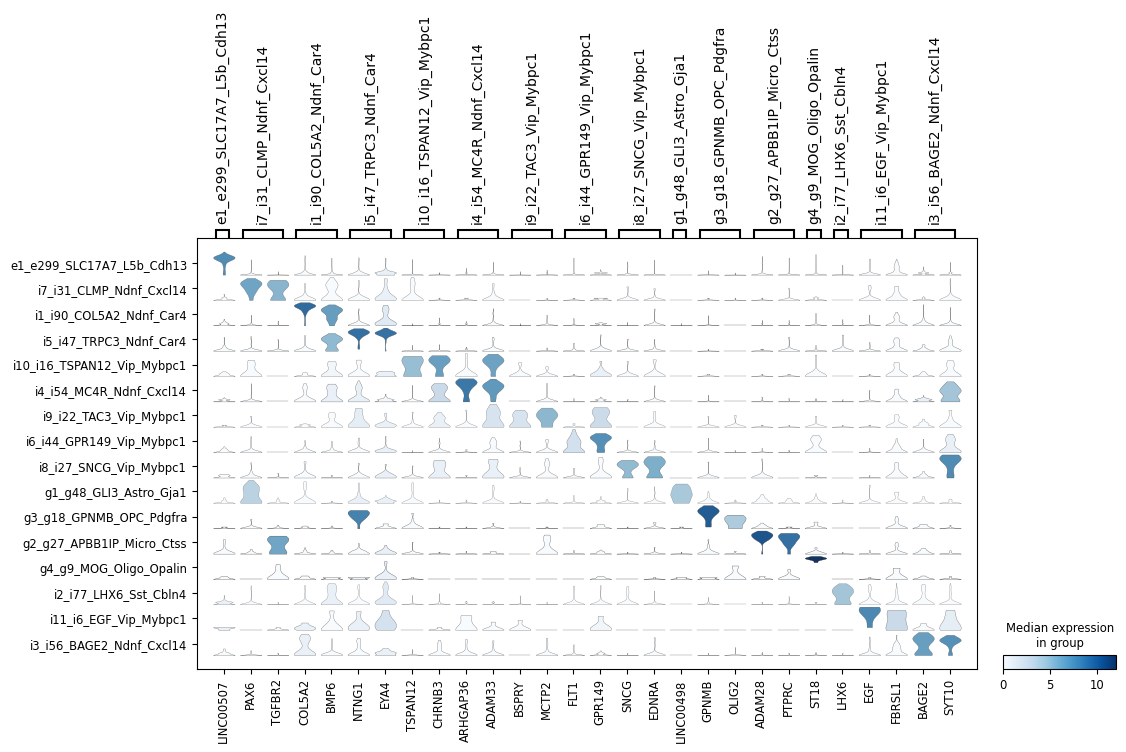 e1_e299_SLC17A7_L5b_Cdh13
i7_i31_CLMP_Ndnf_Cxcl14
i1_i90_COL5A2_Ndnf_Car4
i5_i47_TRPC3_Ndnf_Car4
i10_i16_TSPAN12_Vip_Mybpc1
i4_i54_MC4R_Ndnf_Cxcl14
i9_i22_TAC3_Vip_Mybpc1
i6_i44_GPR149_Vip_Mybpc1
i8_i27_SNCG_Vip_Mybpc1
g1_g48_GLI3_Astro_Gja1
g3_g18_GPNMB_OPC_Pdgfra
g2_g27_APBB1IP_Micro_Ctss
g4_g9_MOG_Oligo_Opalin
i2_i77_LHX6_Sst_Cbln4
i11_i6_EGF_Vip_Mybpc1
i3_i56_BAGE2_Ndnf_Cxcl14
e1_e299_SLC17A7_L5b_Cdh13
i7_i31_CLMP_Ndnf_Cxcl14
i1_i90_COL5A2_Ndnf_Car4
i5_i47_TRPC3_Ndnf_Car4
i10_i16_TSPAN12_Vip_Mybpc1
i4_i54_MC4R_Ndnf_Cxcl14
i9_i22_TAC3_Vip_Mybpc1
i6_i44_GPR149_Vip_Mybpc1
i8_i27_SNCG_Vip_Mybpc1
g1_g48_GLI3_Astro_Gja1
g3_g18_GPNMB_OPC_Pdgfra
g2_g27_APBB1IP_Micro_Ctss
g4_g9_MOG_Oligo_Opalin
i2_i77_LHX6_Sst_Cbln4
i11_i6_EGF_Vip_Mybpc1
i3_i56_BAGE2_Ndnf_Cxcl14
LINC00507
PAX6
TGFBR2
COL5A2
BMP6
NTNG1
EYA4
TSPAN12
CHRNB3
ARHGAP36
ADAM33
BSPRY
MCTP2
FLT1
GPR149
SNCG
EDNRA
LINC00498
GPNMB
OLIG2
ADAM28
PTPRC
ST18
LHX6
EGF
FBRSL1
BAGE2
SYT10
Median expression
in group
0 5 10